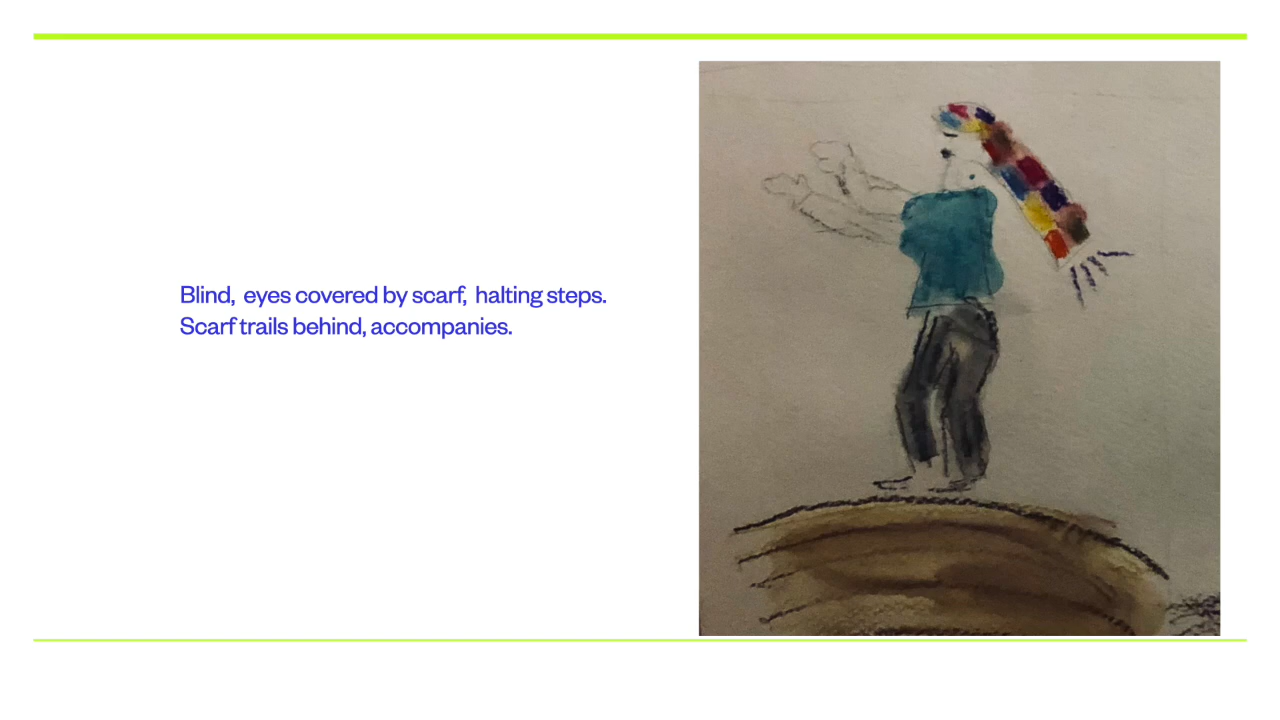 Blind,  eyes covered by scarf,  halting steps.
Scarf trails behind, accompanies.